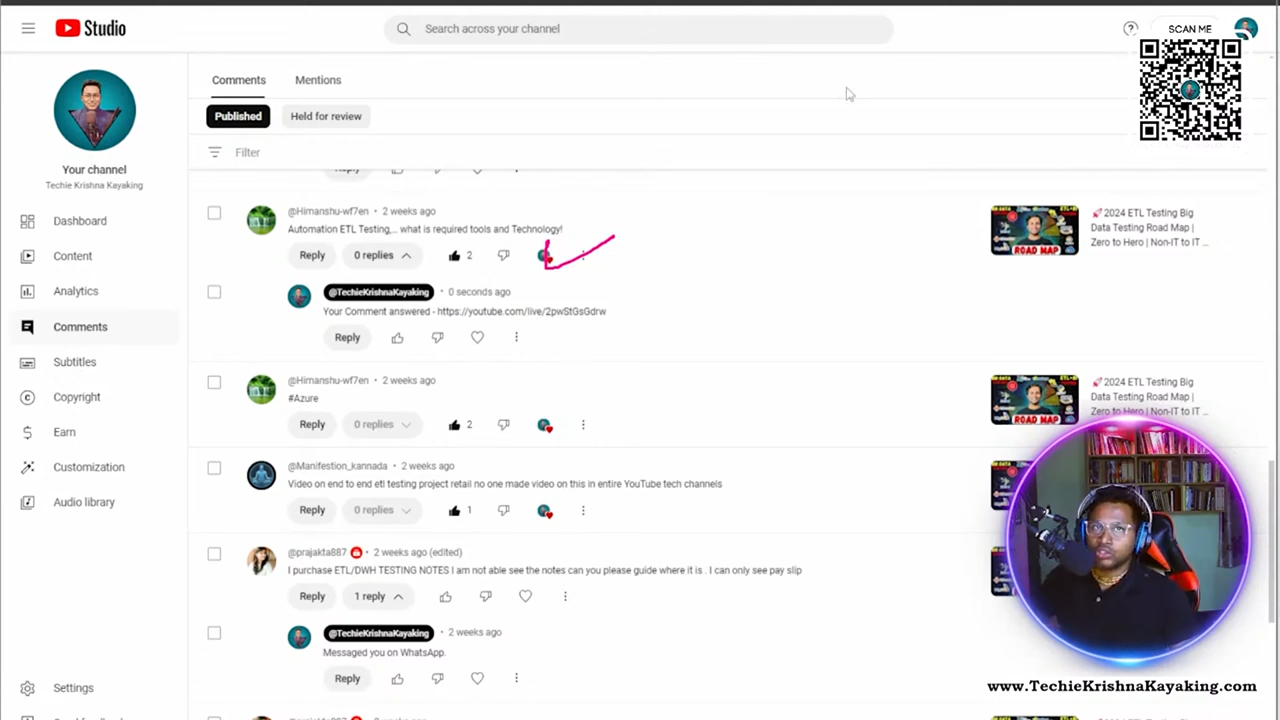 Studio
Search across your channel
SCAN ME
Comments
Mentions
Published
Held for review
Filter
Your channel
Techie Krishna Kayaking
Dashboard
Content
Analytics
Comments
Subtitles
Copyright
Earn
Customization
Audio library
Settings
Reply
@Himanshu-wf7en • 2 weeks ago
Automation ETL Testing,.. what is required tools and Technology!
Reply 0 replies 2
@TechieKrishnaKayaking • 0 seconds ago
Your Comment answered - https://youtube.com/live/2pwStGsGdrw
Reply
🚀2024 ETL Testing Big
Data Testing Road Map |
Zero to Hero | Non-IT to IT ...
ROAD MAP
@Himanshu-wf7en • 2 weeks ago
#Azure
Reply 0 replies 2
🚀2024 ETL Testing Big
Data Testing Road Map |
Zero to Hero | Non-IT to IT ...
ROAD MAP
@Manifestion_kannada • 2 weeks ago
Video on end to end etl testing project retail no one made video on this in entire YouTube tech channels
Reply 0 replies 1
@prajakta887 • 2 weeks ago (edited)
I purchase ETL/DWH TESTING NOTES I am not able see the notes can you please guide where it is . I can only see pay slip
Reply 1 reply
@TechieKrishnaKayaking • 2 weeks ago
Messaged you on WhatsApp.
Reply
www.TechieKrishnaKayaking.com